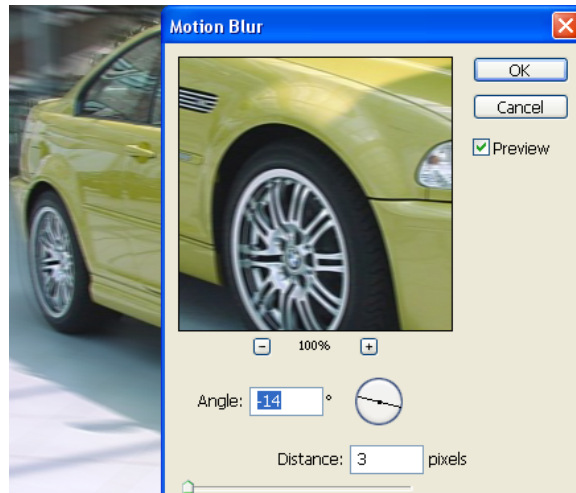 Motion Blur
OK
Cancel
Preview
100%
Angle: -14 °
Distance: 3 pixels